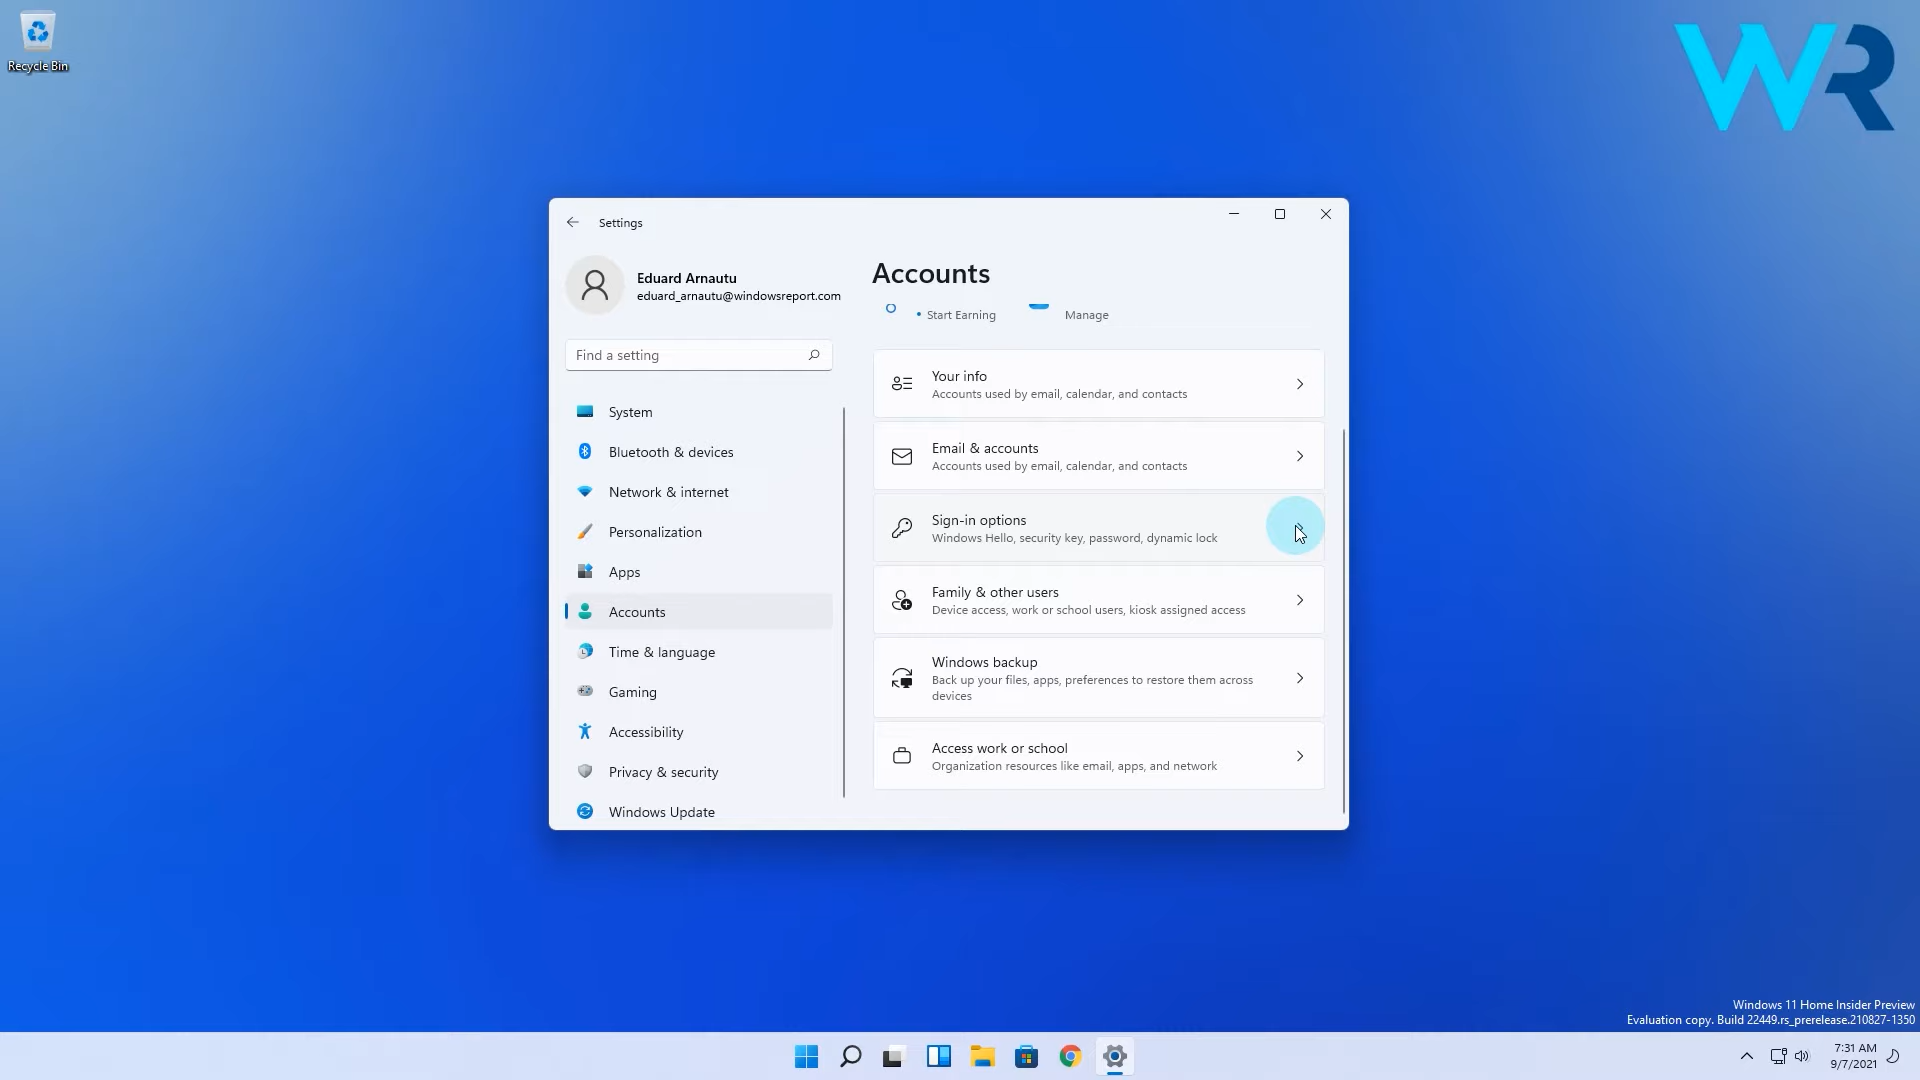 Recycle Bin
WR
Settings
Eduard Arnautu
eduard_arnautu@windowsreport.com
Find a setting
System
Bluetooth & devices
Network & internet
Personalization
Apps
Accounts
Time & language
Gaming
Accessibility
Privacy & security
Windows Update
Accounts
• Start Earning
Manage
Your info
Accounts used by email, calendar, and contacts
Email & accounts
Accounts used by email, calendar, and contacts
Sign-in options
Windows Hello, security key, password, dynamic lock
Family & other users
Device access, work or school users, kiosk assigned access
Windows backup
Back up your files, apps, preferences to restore them across
devices
Access work or school
Organization resources like email, apps, and network
Windows 11 Home Insider Preview
Evaluation copy. Build 22449.rs_prerelease.210827-1350
7:31 AM
9/7/2021